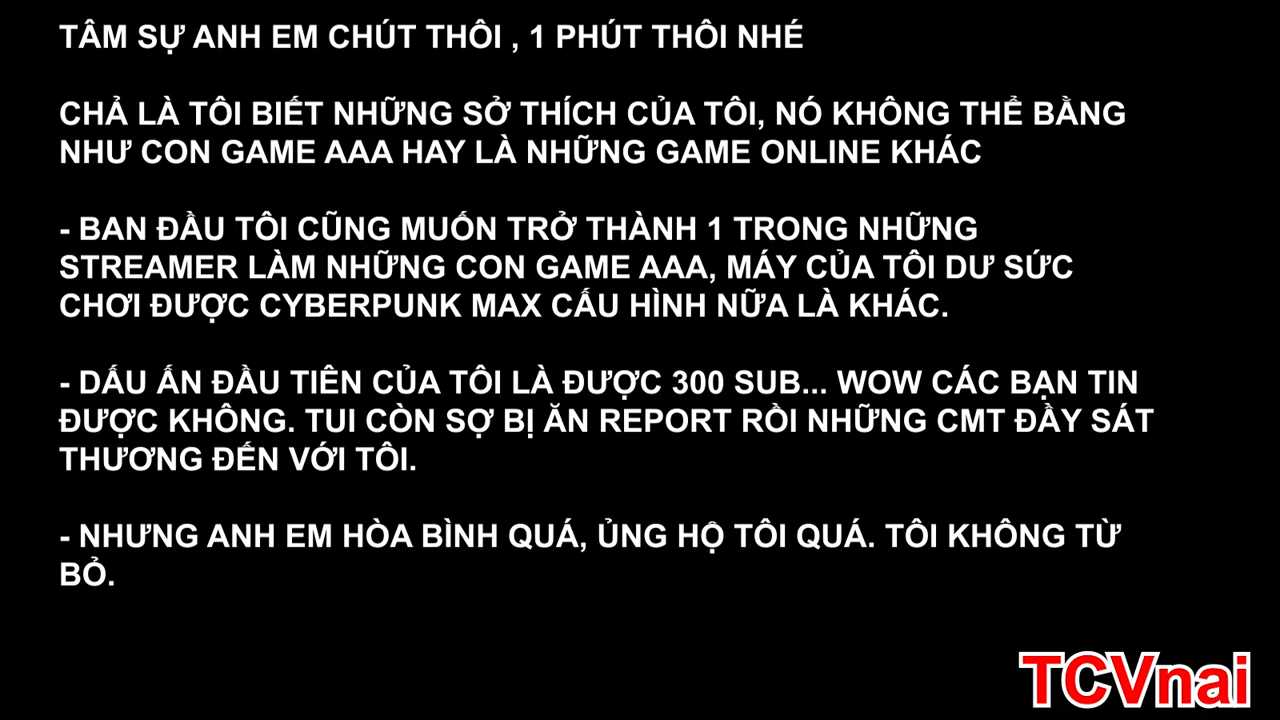 TÂM SỰ ANH EM CHÚT THÔI , 1 PHÚT THÔI NHÉ
CHẢ LÀ TÔI BIẾT NHỮNG SỞ THÍCH CỦA TÔI, NÓ KHÔNG THỂ BẰNG
NHƯ CON GAME AAA HAY LÀ NHỮNG GAME ONLINE KHÁC
- BAN ĐẦU TÔI CŨNG MUỐN TRỞ THÀNH 1 TRONG NHỮNG
STREAMER LÀM NHỮNG CON GAME AAA, MÁY CỦA TÔI DƯ SỨC
CHƠI ĐƯỢC CYBERPUNK MAX CẤU HÌNH NỮA LÀ KHÁC.
- DẤU ẤN ĐẦU TIÊN CỦA TÔI LÀ ĐƯỢC 300 SUB... WOW CÁC BẠN TIN
ĐƯỢC KHÔNG. TUI CÒN SỢ BỊ ĂN REPORT RỒI NHỮNG CMT ĐẦY SÁT
THƯƠNG ĐẾN VỚI TÔI.
- NHƯNG ANH EM HÒA BÌNH QUÁ, ỦNG HỘ TÔI QUÁ. TÔI KHÔNG TỪ
BỎ.
TCVnai